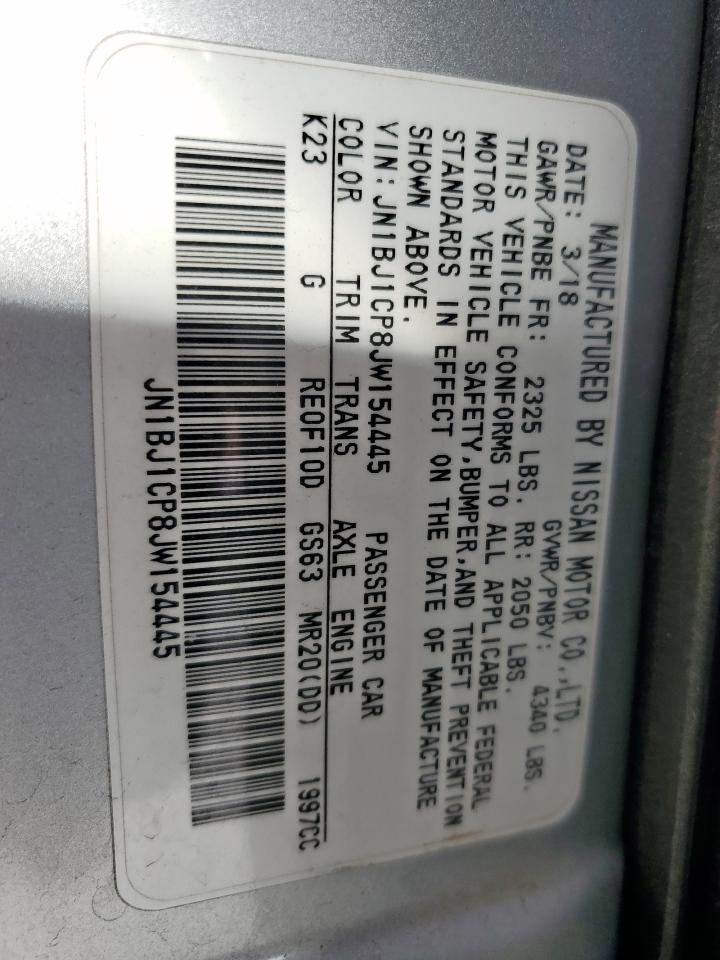 MANUFACTURED BY NISSAN MOTOR CO.,LTD.
DATE: 3/18 GVWR/PNBV: 4340 LBS.
GAWR/PNBE FR: 2325 LBS. RR: 2050 LBS.
THIS VEHICLE CONFORMS TO ALL APPLICABLE FEDERAL
MOTOR VEHICLE SAFETY,BUMPER,AND THEFT PREVENTION
STANDARDS IN EFFECT ON THE DATE OF MANUFACTURE
SHOWN ABOVE.
VIN:JN1BJ1CP8JW154445 PASSENGER CAR
COLOR TRIM TRANS AXLE ENGINE
K23 G RE0F10D GS63 MR20(DD) 1997CC
JN1BJ1CP8JW154445